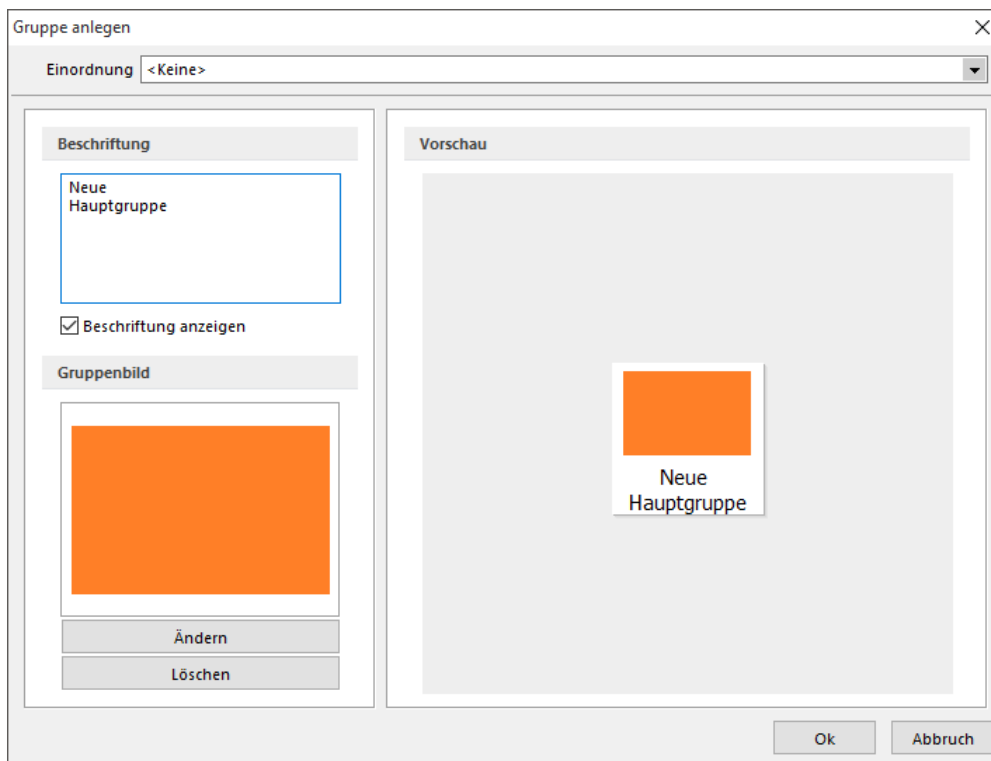 Gruppe anlegen
Einordnung <Keine>
Beschriftung
Neue
Hauptgruppe
Beschriftung anzeigen
Gruppenbild
Ändern
Löschen
Vorschau
Neue
Hauptgruppe
Ok Abbruch